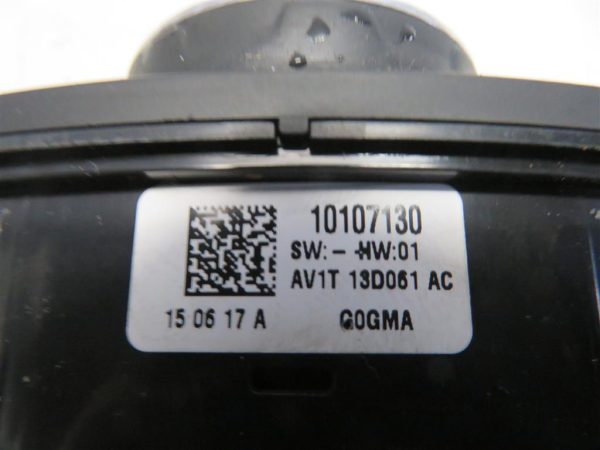 10107130
SW:- HW:01
AV1T 13D061 AC
15 06 17 A G0GMA